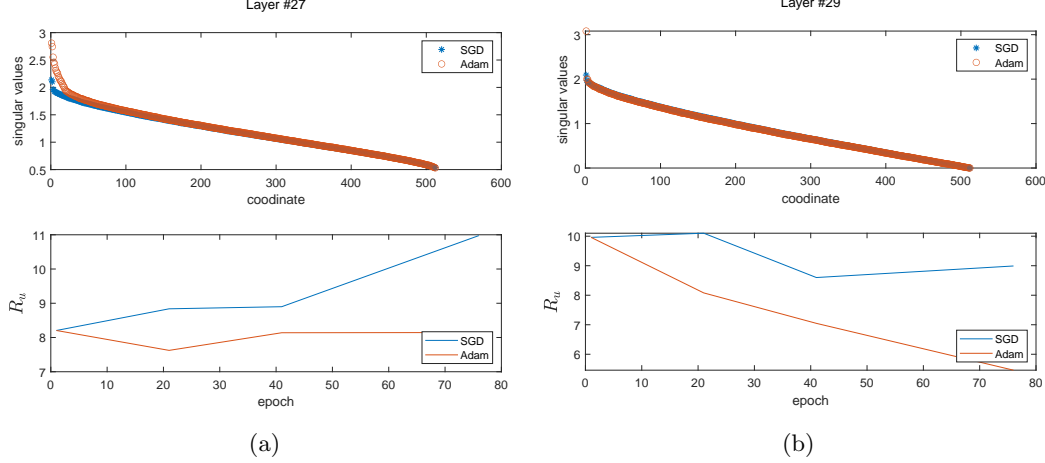 Layer #27
3
2.5
2
1.5
1
0.5
singular values
SGD
Adam
0 100 200 300 400 500 600
coodinate
11
10
9
8
7
R_u
SGD
Adam
0 10 20 30 40 50 60 70 80
epoch
(a)
Layer #29
3
2
1
0
singular values
SGD
Adam
0 100 200 300 400 500 600
coodinate
10
9
8
7
6
R_u
SGD
Adam
0 10 20 30 40 50 60 70 80
epoch
(b)